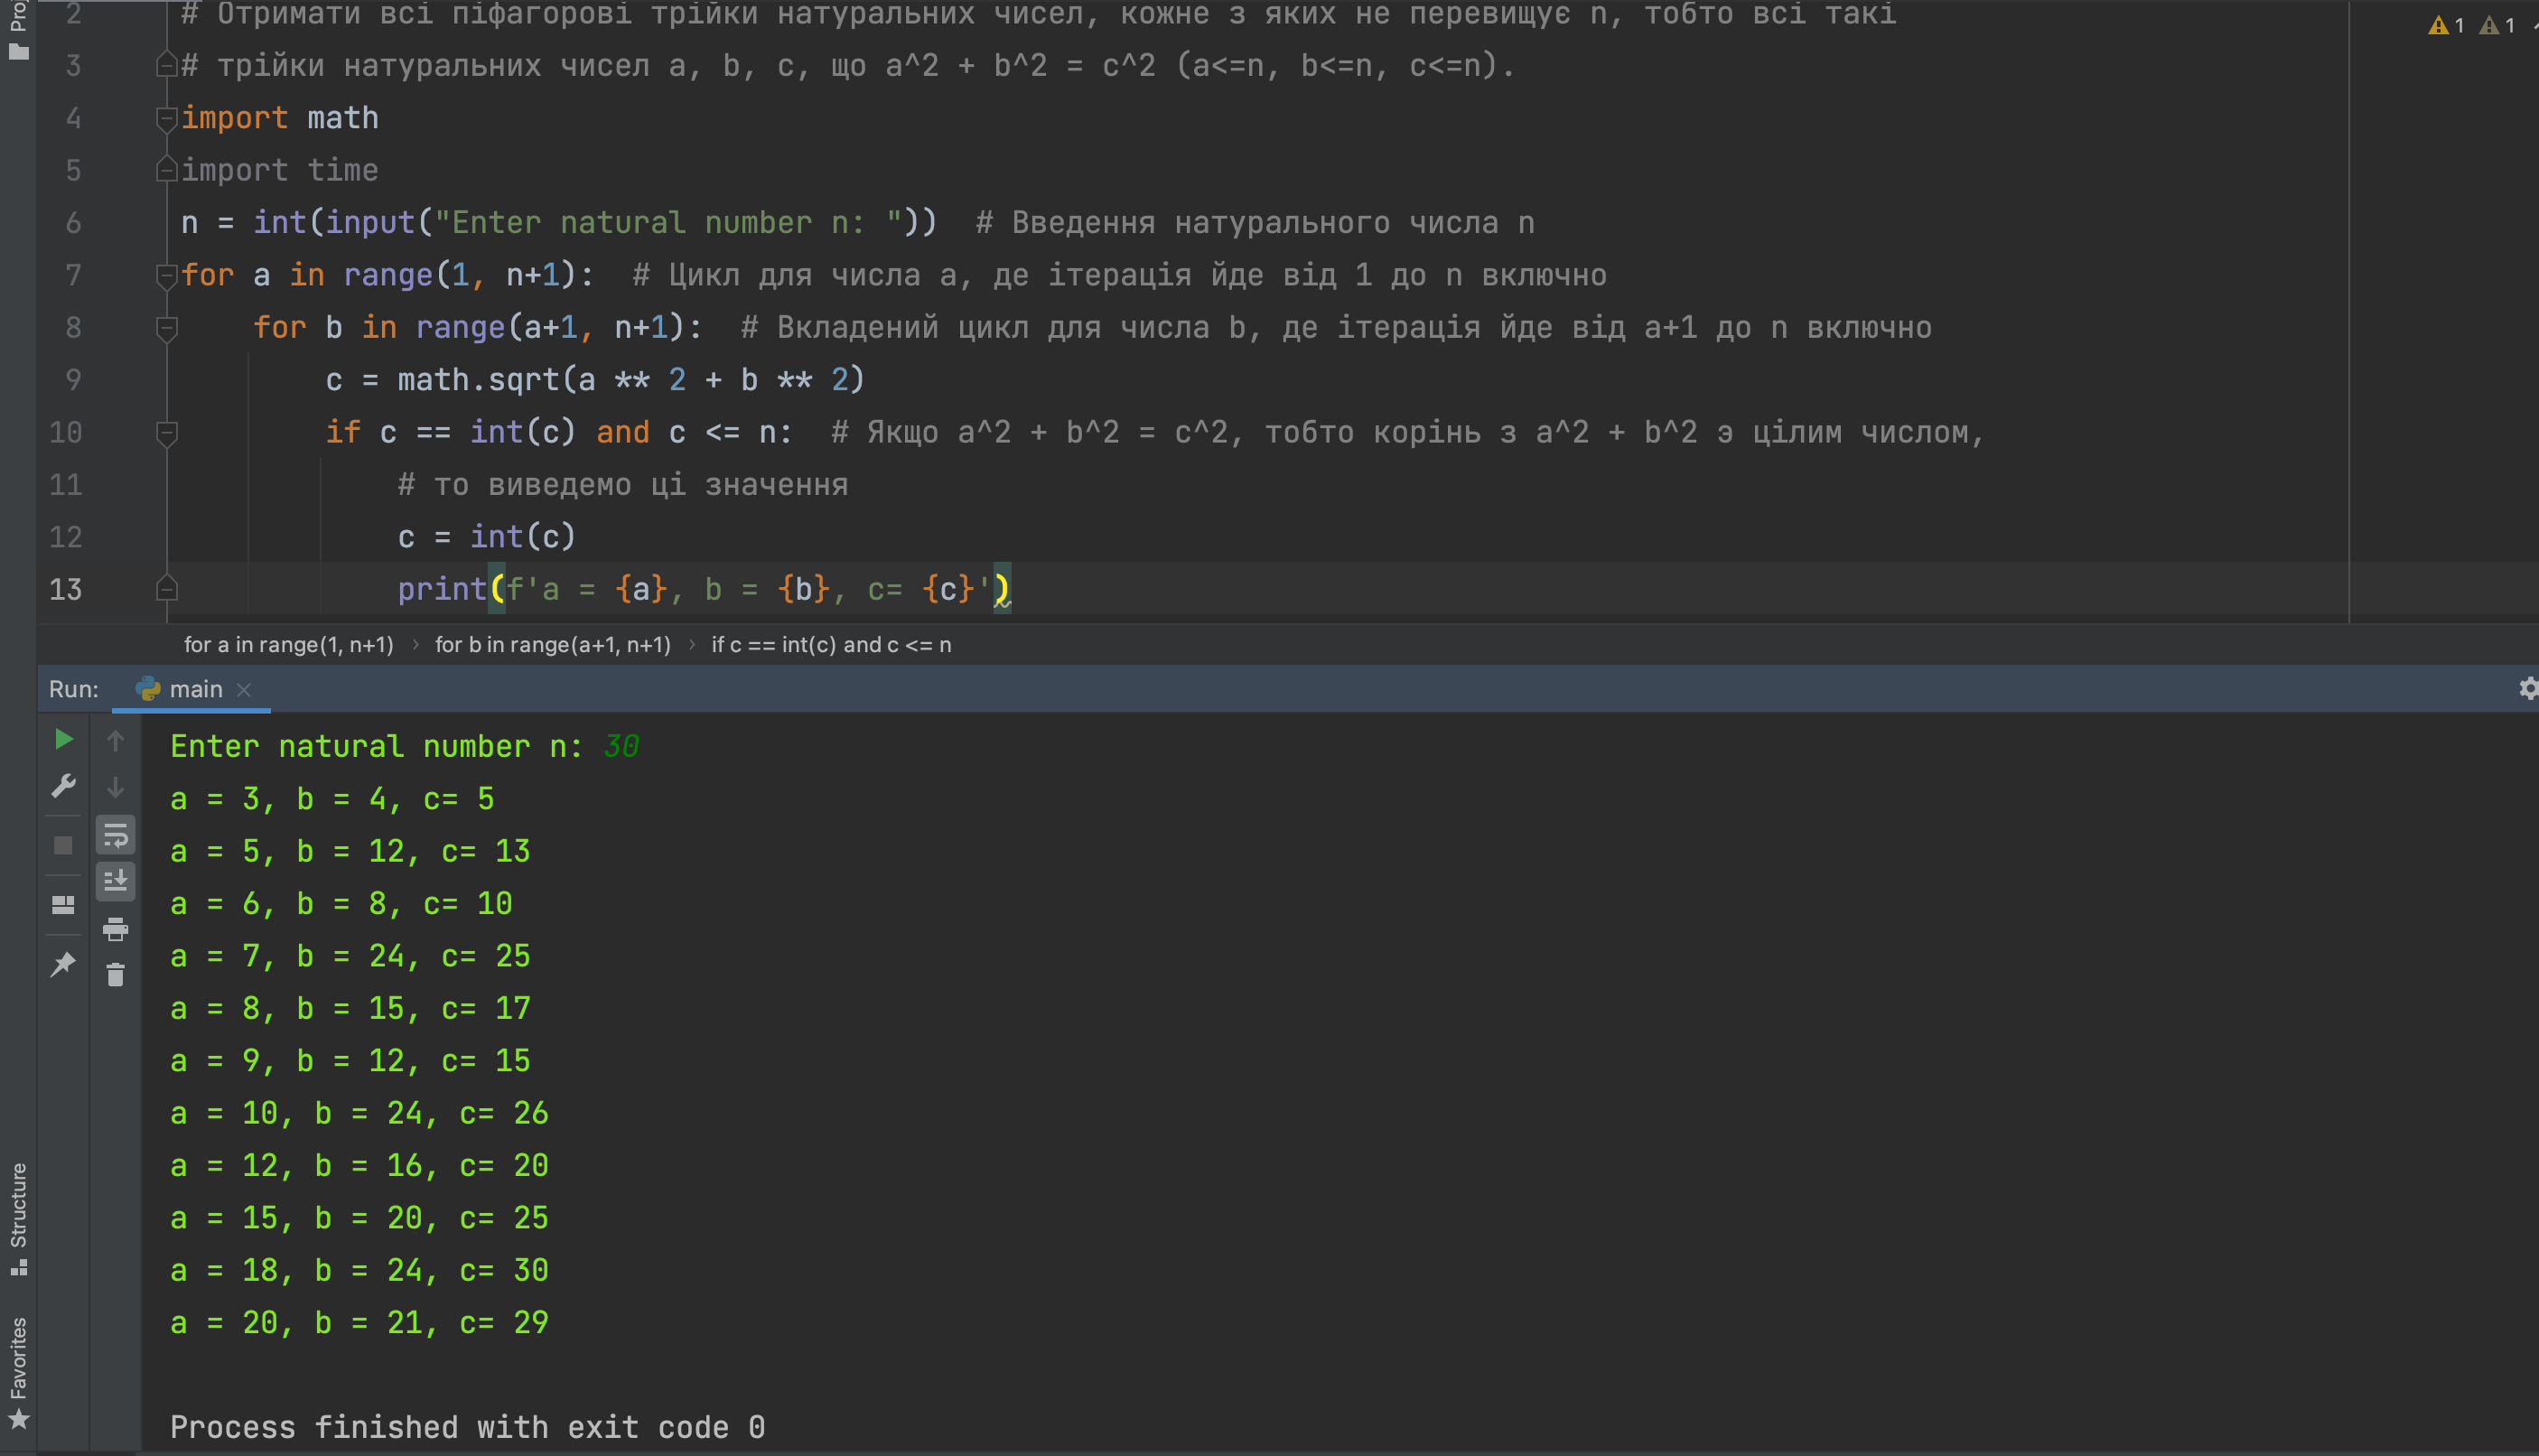 Proj
2 # Отримати всі піфагорові трійки натуральних чисел, кожне з яких не перевищує n, тобто всі такі
1 1
3 # трійки натуральних чисел a, b, c, що a^2 + b^2 = c^2 (a<=n, b<=n, c<=n).
4 import math
5 import time
6 n = int(input("Enter natural number n: "))  # Введення натурального числа n
7 for a in range(1, n+1):  # Цикл для числа a, де ітерація йде від 1 до n включно
8     for b in range(a+1, n+1):  # Вкладений цикл для числа b, де ітерація йде від a+1 до n включно
9         c = math.sqrt(a ** 2 + b ** 2)
10         if c == int(c) and c <= n:  # Якщо a^2 + b^2 = c^2, тобто корінь з a^2 + b^2 э цілим числом,
11             # то виведемо ці значення
12             c = int(c)
13             print(f'a = {a}, b = {b}, c= {c}')
for a in range(1, n+1) › for b in range(a+1, n+1) › if c == int(c) and c <= n
Run: main ×
Enter natural number n: 30
a = 3, b = 4, c= 5
a = 5, b = 12, c= 13
a = 6, b = 8, c= 10
a = 7, b = 24, c= 25
a = 8, b = 15, c= 17
a = 9, b = 12, c= 15
a = 10, b = 24, c= 26
a = 12, b = 16, c= 20
a = 15, b = 20, c= 25
a = 18, b = 24, c= 30
a = 20, b = 21, c= 29
Process finished with exit code 0
Structure
Favorites